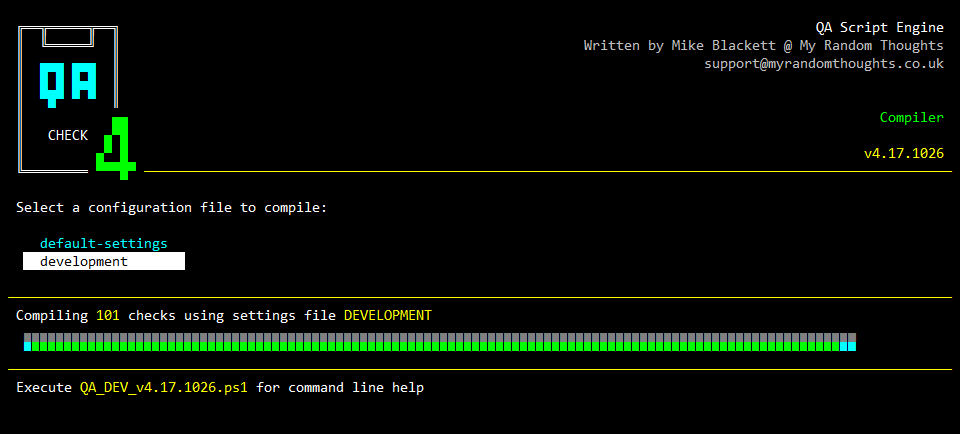 QA Script Engine
Written by Mike Blackett @ My Random Thoughts
support@myrandomthoughts.co.uk
QA
CHECK
4
Compiler
v4.17.1026
Select a configuration file to compile:
default-settings
development
Compiling 101 checks using settings file DEVELOPMENT
Execute QA_DEV_v4.17.1026.ps1 for command line help